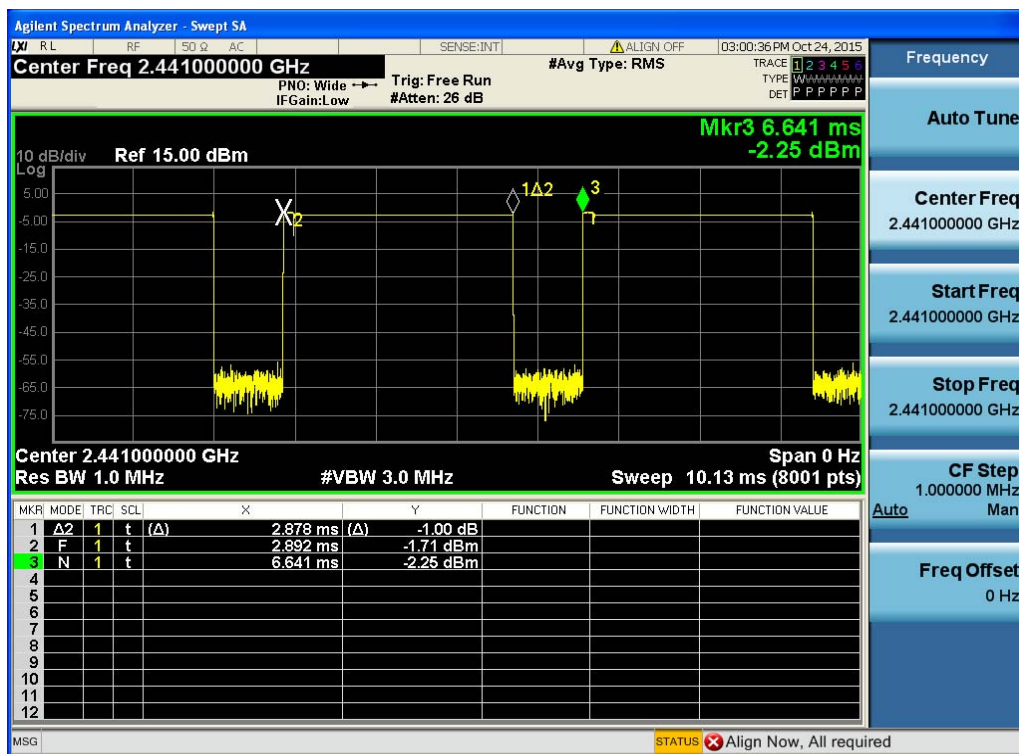 Agilent Spectrum Analyzer - Swept SA
LXI RL RF 50 Ω AC SENSE:INT ALIGN OFF 03:00:36 PM Oct 24, 2015
Center Freq 2.441000000 GHz #Avg Type: RMS TRACE 1 2 3 4 5 6
PNO: Wide Trig: Free Run TYPE WWWWWW
IFGain:Low #Atten: 26 dB DET P P P P P P
Mkr3 6.641 ms
10 dB/div Ref 15.00 dBm -2.25 dBm
Log
5.00
-5.00
-15.0
-25.0
-35.0
-45.0
-55.0
-65.0
-75.0
X 2
1Δ2
3
Center 2.441000000 GHz Span 0 Hz
Res BW 1.0 MHz #VBW 3.0 MHz Sweep 10.13 ms (8001 pts)
MKR MODE TRC SCL X Y FUNCTION FUNCTION WIDTH FUNCTION VALUE
1 Δ2 1 t (Δ) 2.878 ms (Δ) -1.00 dB
2 F 1 t 2.892 ms -1.71 dBm
3 N 1 t 6.641 ms -2.25 dBm
4
5
6
7
8
9
10
11
12
MSG STATUS Align Now, All required
Frequency
Auto Tune
Center Freq
2.441000000 GHz
Start Freq
2.441000000 GHz
Stop Freq
2.441000000 GHz
CF Step
1.000000 MHz
Auto Man
Freq Offset
0 Hz